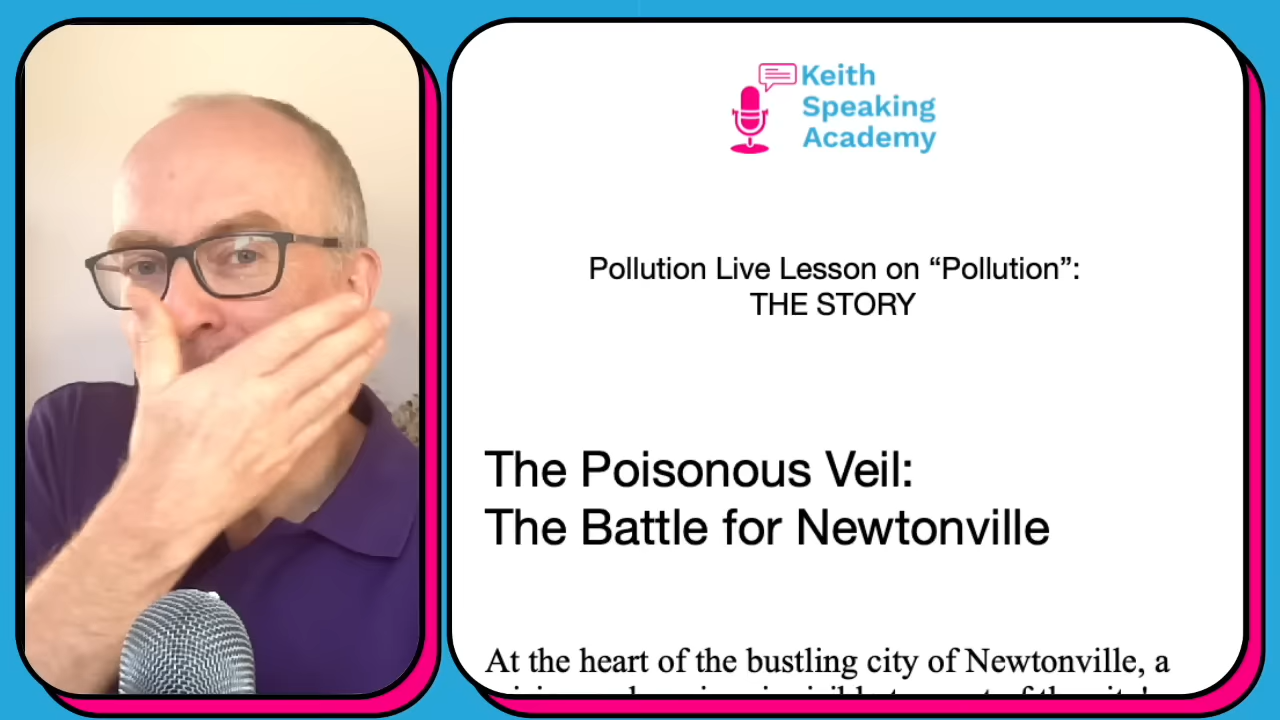 Keith
Speaking
Academy
Pollution Live Lesson on “Pollution”:
THE STORY
The Poisonous Veil:
The Battle for Newtonville
At the heart of the bustling city of Newtonville, a